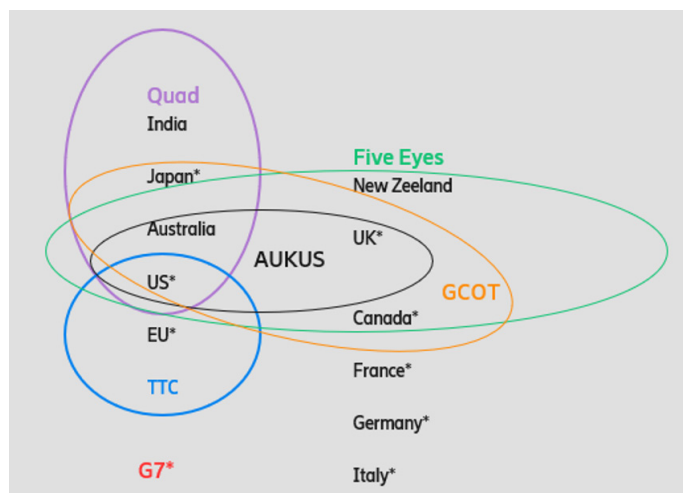 Quad
India
Five Eyes
Japan*
New Zeeland
Australia
UK*
AUKUS
US*
GCOT
Canada*
EU*
France*
TTC
Germany*
G7*
Italy*